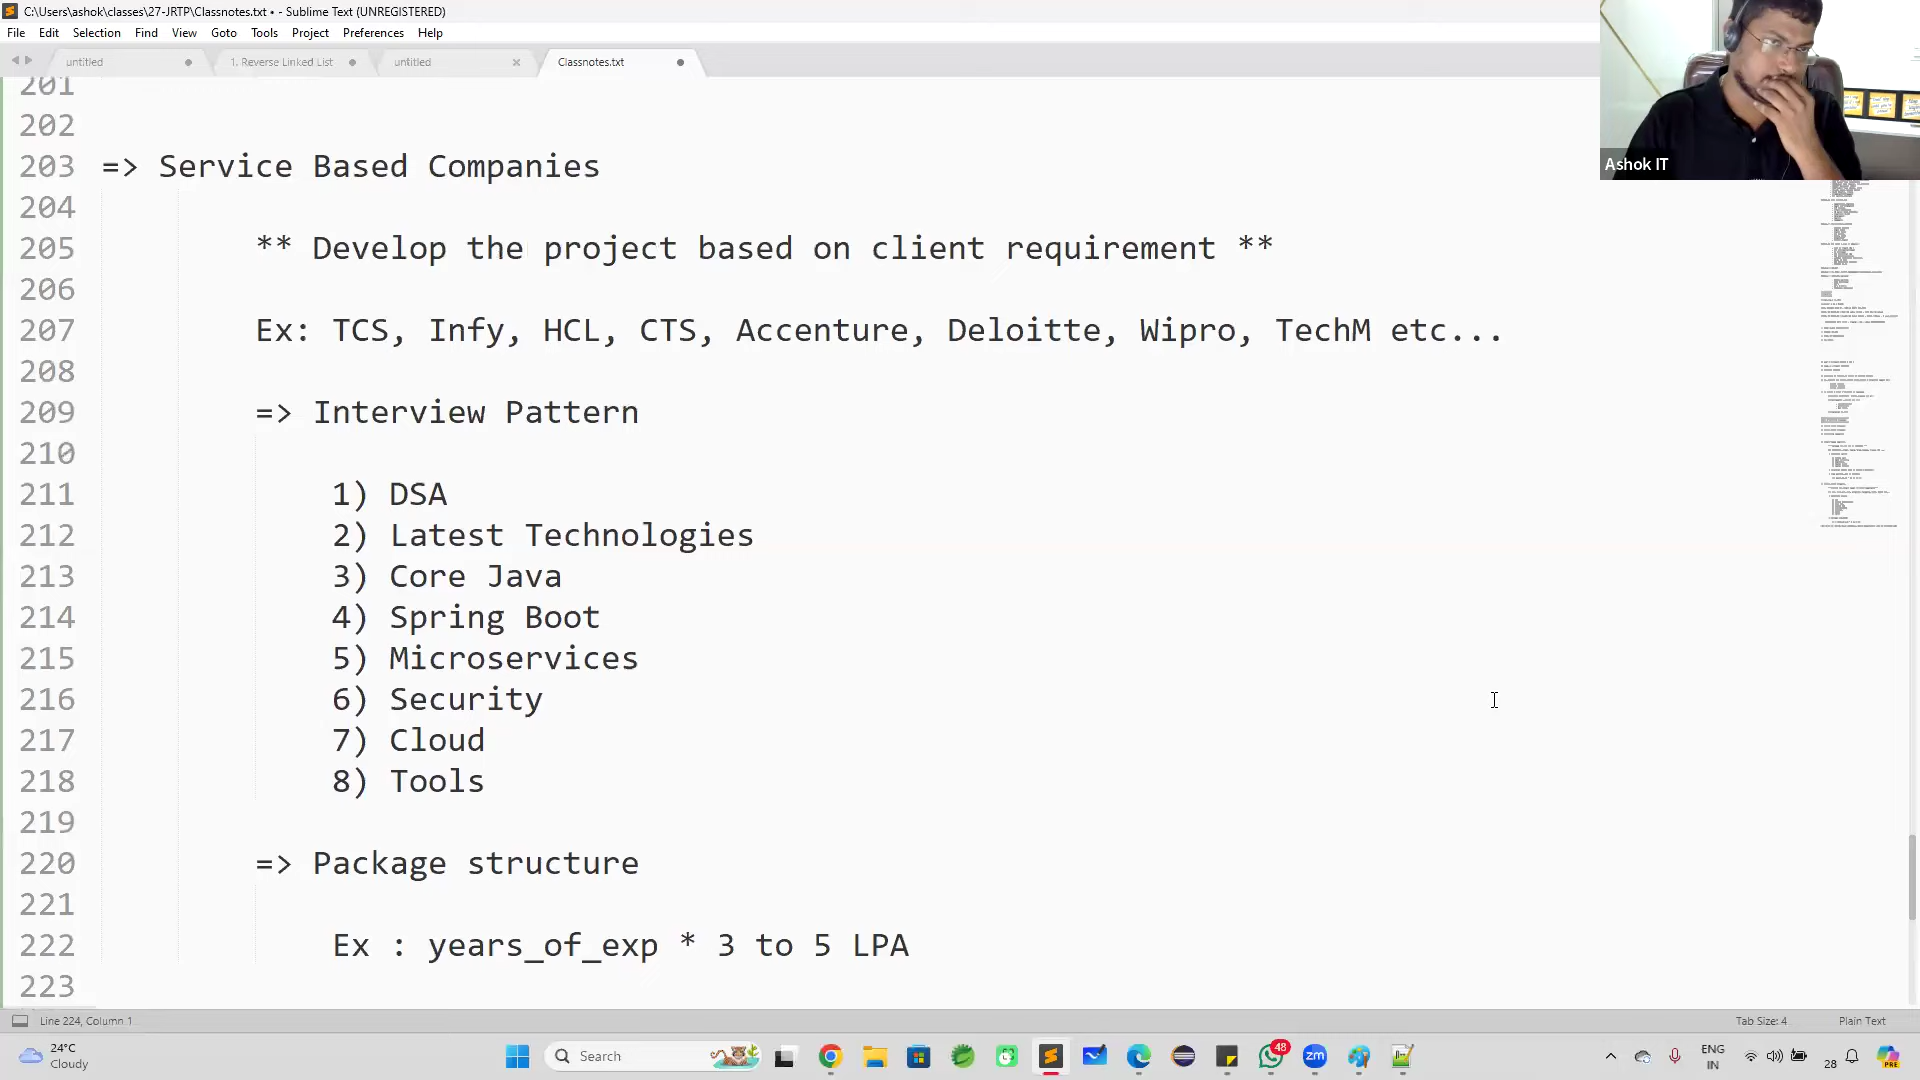 C:\Users\ashok\classes\27-JRTP\Classnotes.txt • - Sublime Text (UNREGISTERED)
File Edit Selection Find View Goto Tools Project Preferences Help
untitled 1. Reverse Linked List untitled Classnotes.txt
Ashok IT
201
202
203 => Service Based Companies
204
205 ** Develop the project based on client requirement **
206
207 Ex: TCS, Infy, HCL, CTS, Accenture, Deloitte, Wipro, TechM etc...
208
209 => Interview Pattern
210
211 1) DSA
212 2) Latest Technologies
213 3) Core Java
214 4) Spring Boot
215 5) Microservices
216 6) Security
217 7) Cloud
218 8) Tools
219
220 => Package structure
221
222 Ex : years_of_exp * 3 to 5 LPA
223
Line 224, Column 1 Tab Size: 4 Plain Text
24°C
Cloudy
Search
48
zm
ENG
IN
28
PRE